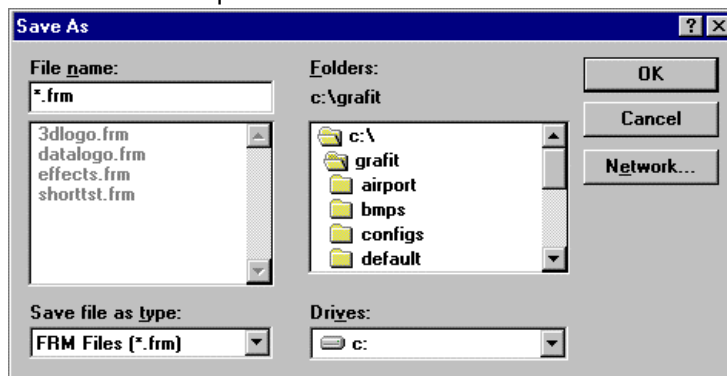 Save As
File name:
*.frm
3dlogo.frm
datalogo.frm
effects.frm
shorttst.frm
Save file as type:
FRM Files (*.frm)
Folders:
c:\grafit
c:\
grafit
airport
bmps
configs
default
Drives:
c:
OK
Cancel
Network...